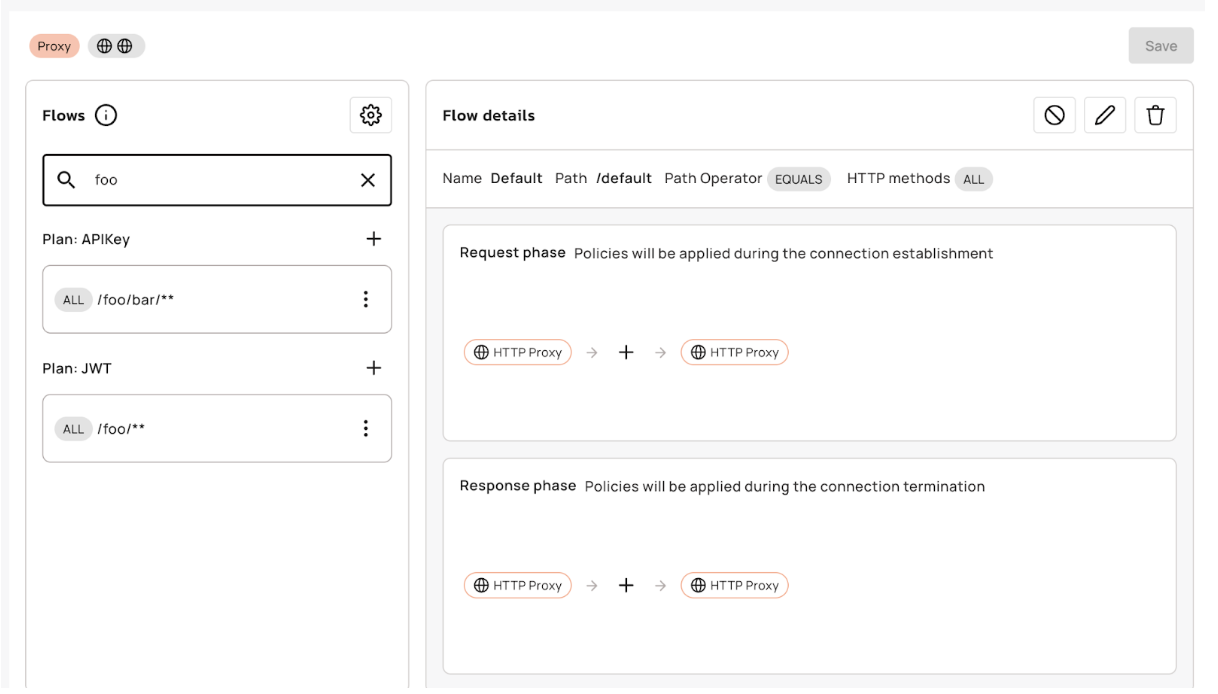 Proxy
Save
Flows
Flow details
foo
Name Default Path /default Path Operator EQUALS HTTP methods ALL
Plan: APIKey
ALL /foo/bar/**
Plan: JWT
ALL /foo/**
Request phase Policies will be applied during the connection establishment
HTTP Proxy HTTP Proxy
Response phase Policies will be applied during the connection termination
HTTP Proxy HTTP Proxy